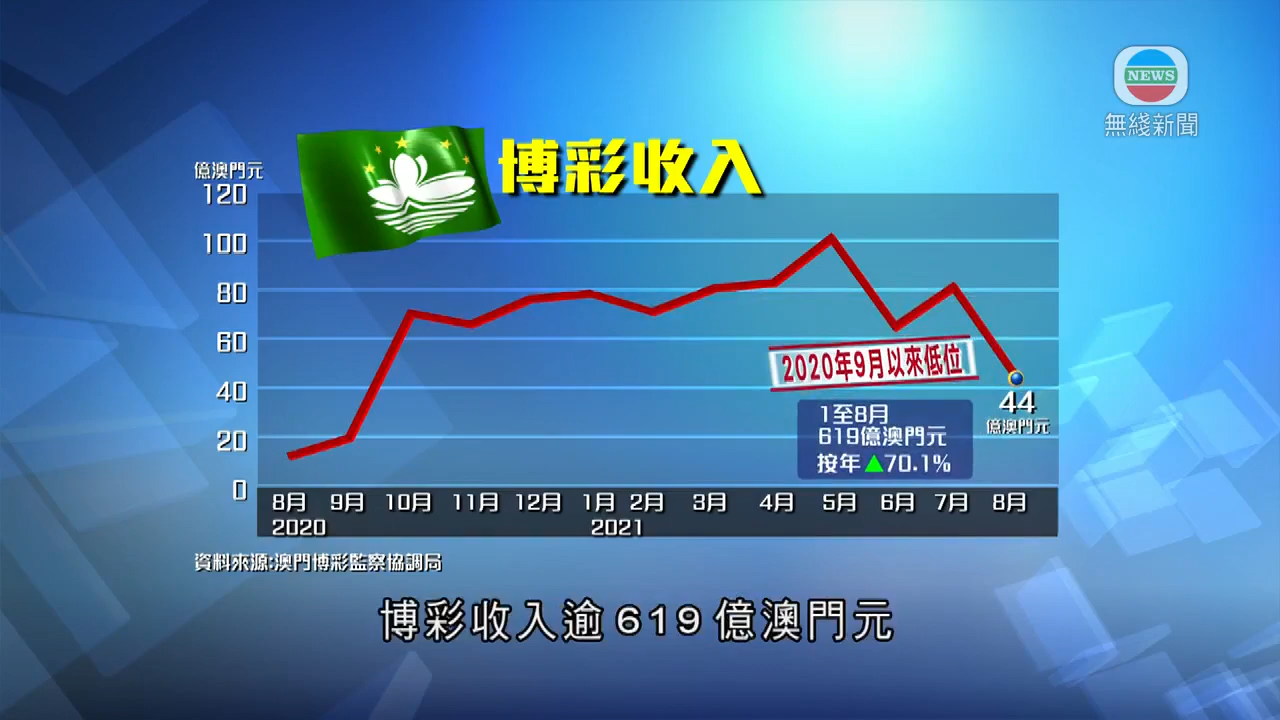 NEWS
無綫新聞
博彩收入
億澳門元
120
100
80
60
40
20
0
2020年9月以來低位
44
億澳門元
1至8月
619億澳門元
按年▲70.1%
8月 9月 10月 11月 12月 1月 2月 3月 4月 5月 6月 7月 8月
2020 2021
資料來源:澳門博彩監察協調局
博彩收入逾619億澳門元